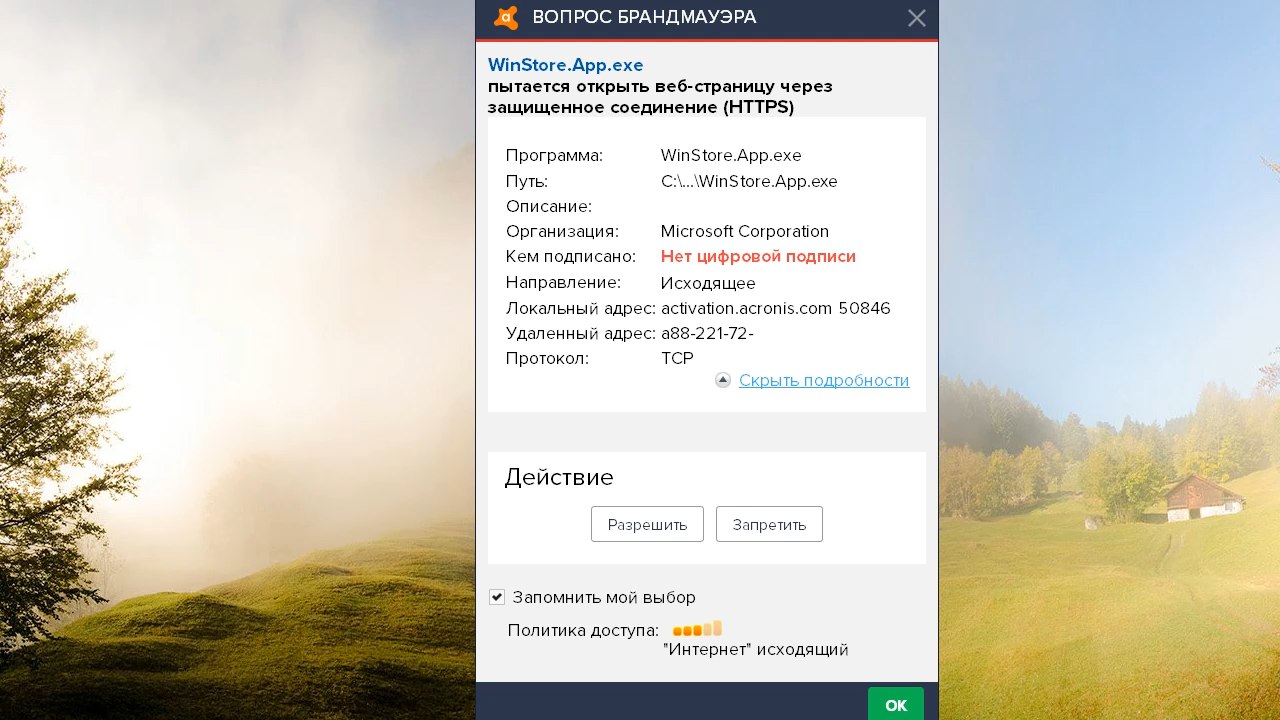 ВОПРОС БРАНДМАУЭРА
WinStore.App.exe
пытается открыть веб-страницу через
защищенное соединение (HTTPS)
Программа: WinStore.App.exe
Путь: C:\...\WinStore.App.exe
Описание:
Организация: Microsoft Corporation
Кем подписано: Нет цифровой подписи
Направление: Исходящее
Локальный адрес: activation.acronis.com 50846
Удаленный адрес: a88-221-72-
Протокол: TCP
Скрыть подробности
Действие
Разрешить Запретить
Запомнить мой выбор
Политика доступа:
"Интернет" исходящий
ОК